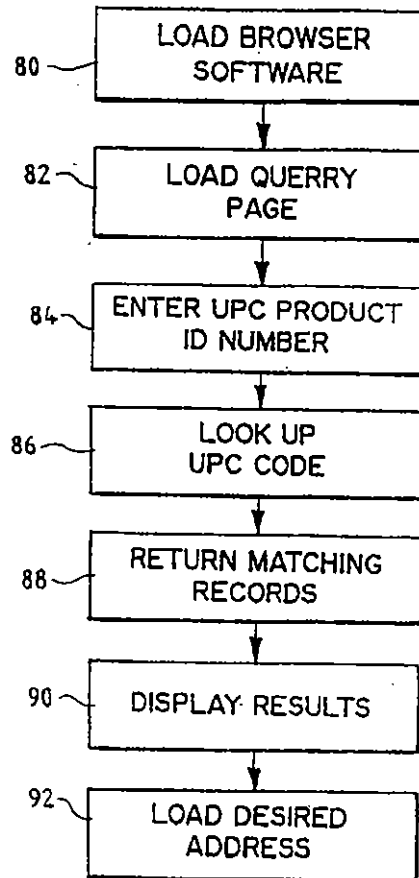 80
LOAD BROWSER
SOFTWARE
82
LOAD QUERRY
PAGE
84
ENTER UPC PRODUCT
ID NUMBER
86
LOOK UP
UPC CODE
88
RETURN MATCHING
RECORDS
90
DISPLAY RESULTS
92
LOAD DESIRED
ADDRESS